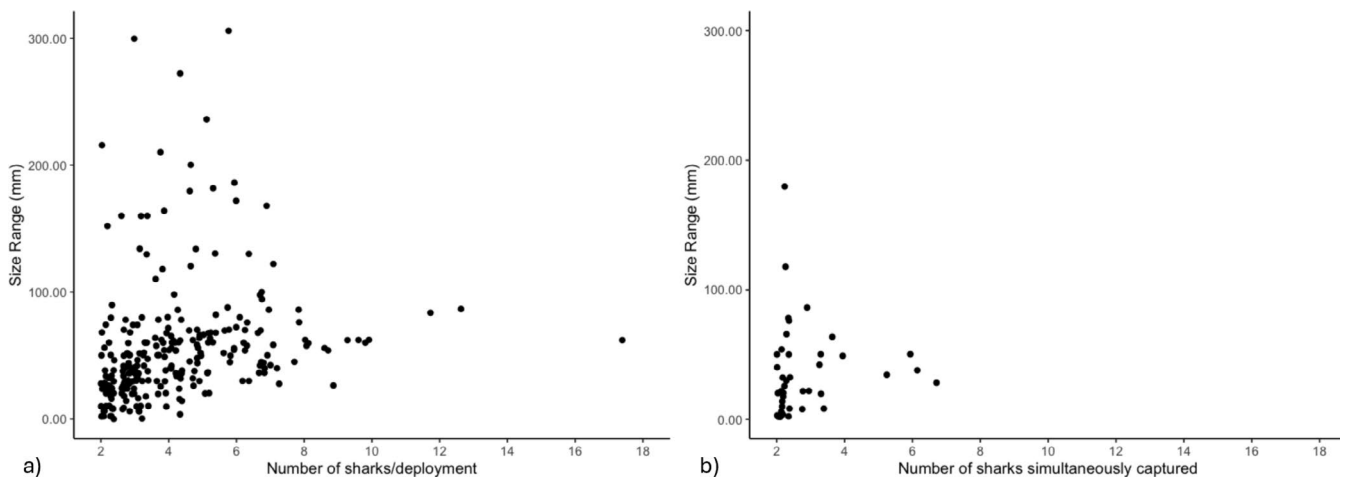 300.00
200.00
100.00
0.00
Size Range (mm)
2 4 6 8 10 12 14 16 18
Number of sharks/deployment
a)
300.00
200.00
100.00
0.00
Size Range (mm)
2 4 6 8 10 12 14 16 18
Number of sharks simultaneously captured
b)